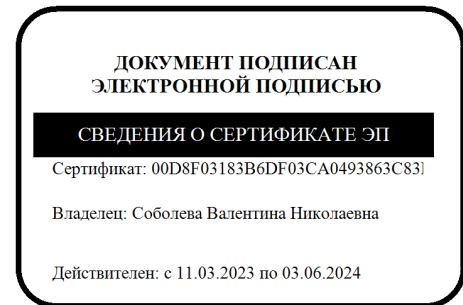 ДОКУМЕНТ ПОДПИСАН
ЭЛЕКТРОННОЙ ПОДПИСЬЮ
СВЕДЕНИЯ О СЕРТИФИКАТЕ ЭП
Сертификат: 00D8F03183B6DF03CA0493863C83
Владелец: Соболева Валентина Николаевна
Действителен: с 11.03.2023 по 03.06.2024